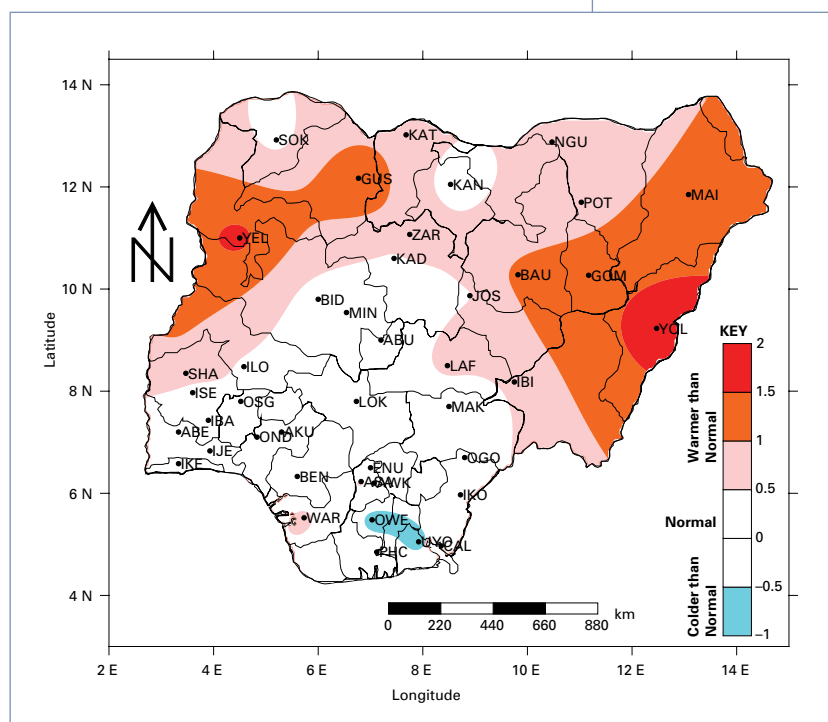 14 N
12 N
10 N
8 N
6 N
4 N
Latitude
N
SOK
KAT
NGU
GUS
KAN
POT
MAI
YEL
ZAR
KAD
BAU
GOM
BID
MIN
JOS
YOL
ABU
SHA
ILO
LAF
IBI
ISE
OSG
LOK
MAK
IBA
ABE
OND
AKU
IJE
IKE
BEN
ENU
OGO
ASA
AWK
IKO
WAR
OWE
UYO
CAL
PHC
KEY
2
1.5
1
0.5
0
–0.5
–1
Warmer than
Normal
Normal
Colder than
Normal
0 220 440 660 880
km
2 E 4 E 6 E 8 E 10 E 12 E 14 E
Longitude